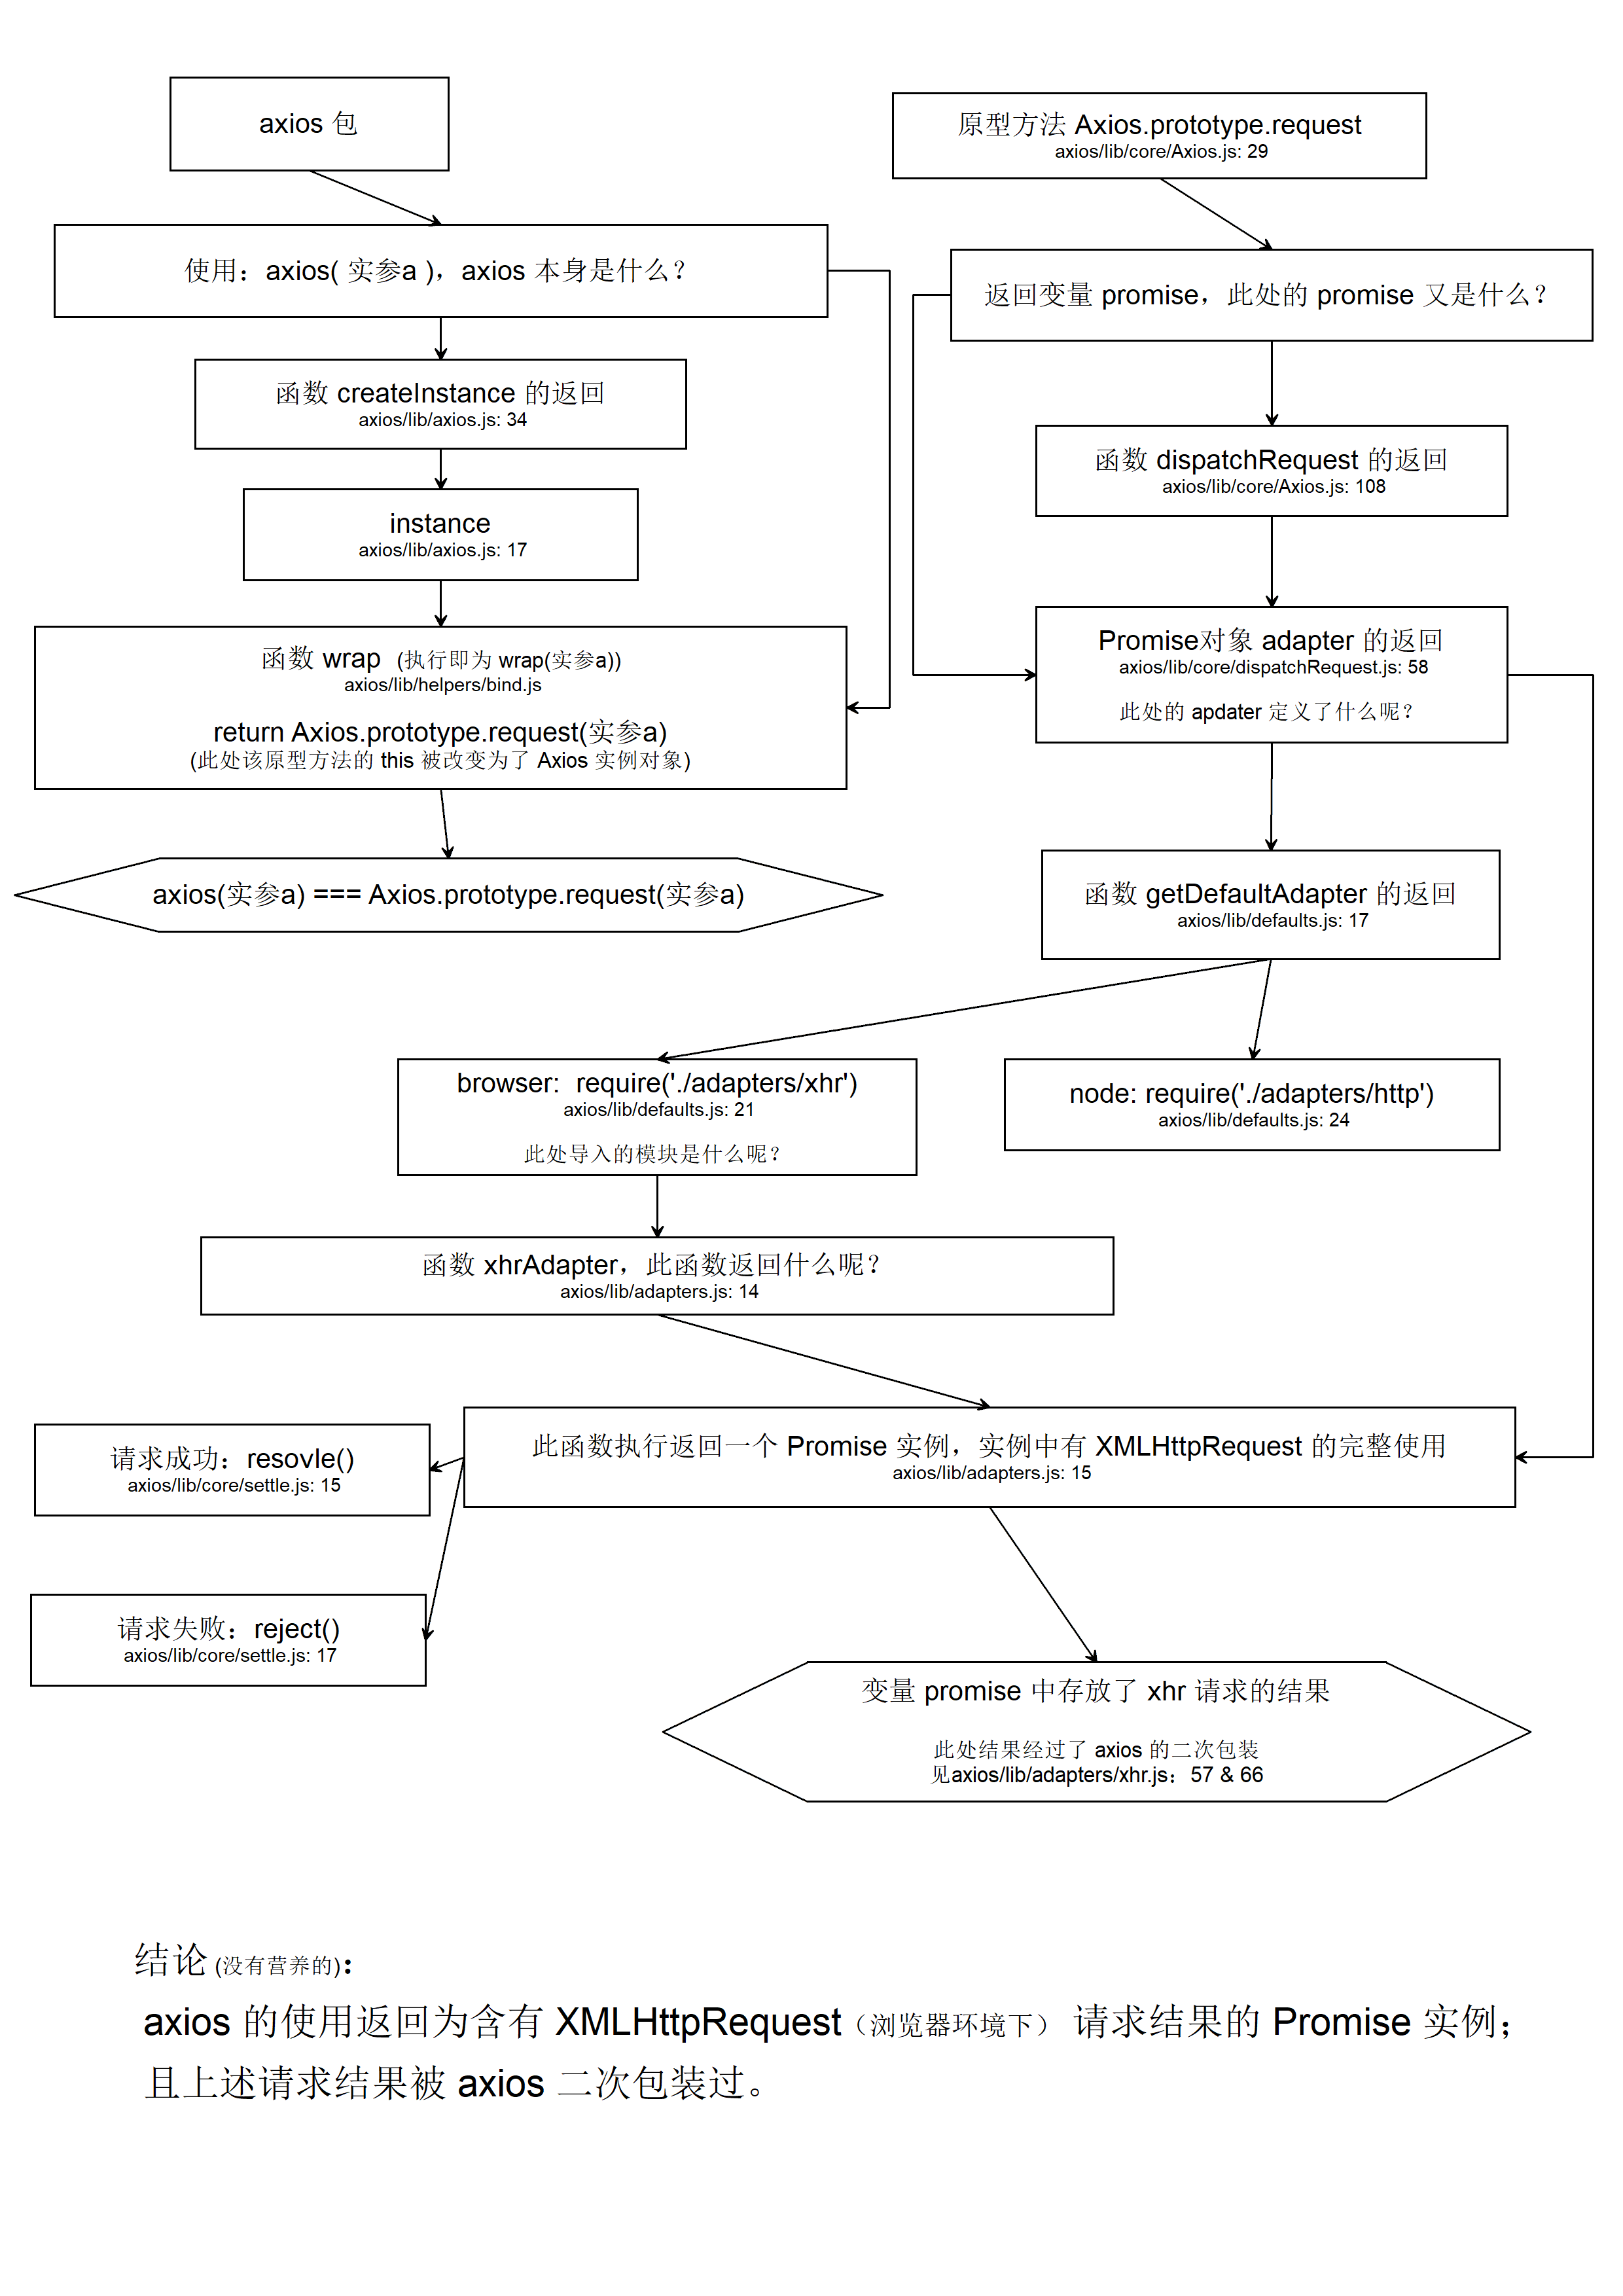 axios 包
使用：axios( 实参a )，axios 本身是什么？
函数 createInstance 的返回
axios/lib/axios.js: 34
instance
axios/lib/axios.js: 17
函数 wrap (执行即为 wrap(实参a))
axios/lib/helpers/bind.js
return Axios.prototype.request(实参a)
(此处该原型方法的 this 被改变为了 Axios 实例对象)
axios(实参a) === Axios.prototype.request(实参a)
原型方法 Axios.prototype.request
axios/lib/core/Axios.js: 29
返回变量 promise，此处的 promise 又是什么？
函数 dispatchRequest 的返回
axios/lib/core/Axios.js: 108
Promise对象 adapter 的返回
axios/lib/core/dispatchRequest.js: 58
此处的 apdater 定义了什么呢？
函数 getDefaultAdapter 的返回
axios/lib/defaults.js: 17
browser: require('./adapters/xhr')
axios/lib/defaults.js: 21
此处导入的模块是什么呢？
node: require('./adapters/http')
axios/lib/defaults.js: 24
函数 xhrAdapter，此函数返回什么呢？
axios/lib/adapters.js: 14
此函数执行返回一个 Promise 实例，实例中有 XMLHttpRequest 的完整使用
axios/lib/adapters.js: 15
请求成功：resovle()
axios/lib/core/settle.js: 15
请求失败：reject()
axios/lib/core/settle.js: 17
变量 promise 中存放了 xhr 请求的结果
此处结果经过了 axios 的二次包装
见axios/lib/adapters/xhr.js：57 & 66
结论 (没有营养的)：
axios 的使用返回为含有 XMLHttpRequest（浏览器环境下） 请求结果的 Promise 实例；
且上述请求结果被 axios 二次包装过。